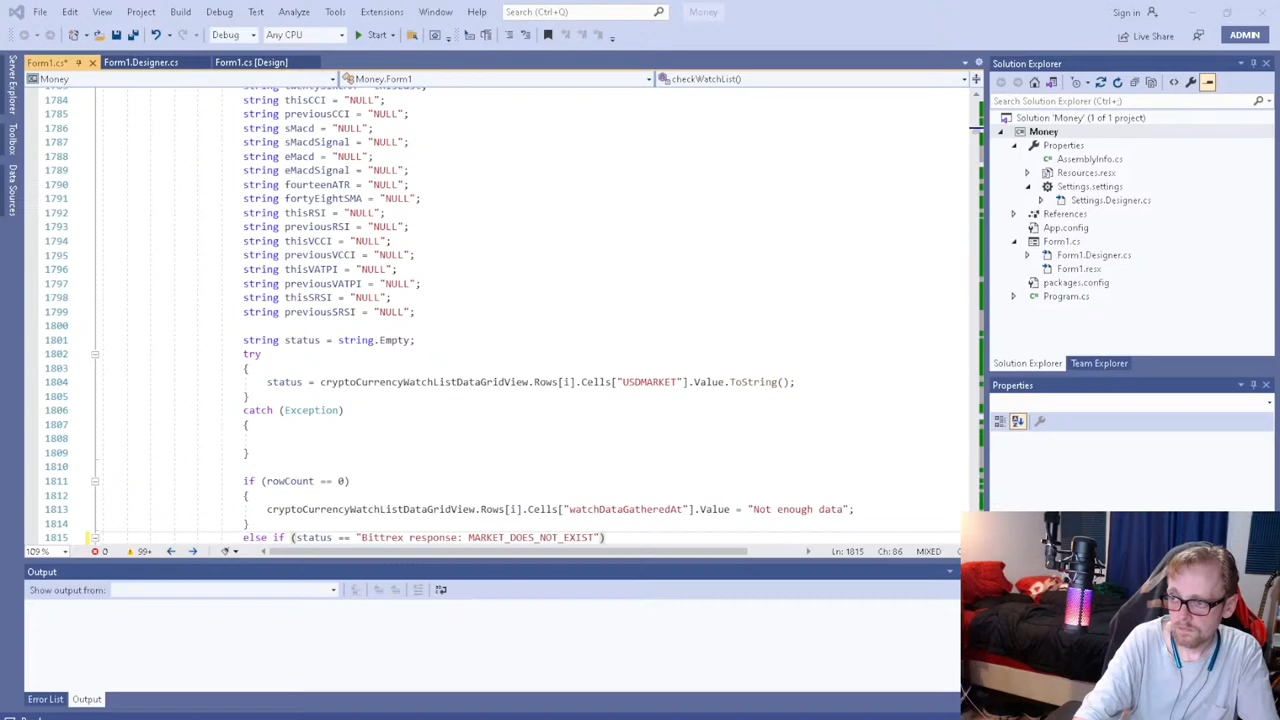 File Edit View Project Build Debug Test Analyze Tools Extensions Window Help Search (Ctrl+Q) Money Sign in
Debug Any CPU Start Live Share ADMIN
Form1.cs* Form1.Designer.cs Form1.cs [Design]
Money Money.Form1 checkWatchList()
Server Explorer
Toolbox
Data Sources
1784 string thisCCI = "NULL";
1785 string previousCCI = "NULL";
1786 string sMacd = "NULL";
1787 string sMacdSignal = "NULL";
1788 string eMacd = "NULL";
1789 string eMacdSignal = "NULL";
1790 string fourteenATR = "NULL";
1791 string fortyEightSMA = "NULL";
1792 string thisRSI = "NULL";
1793 string previousRSI = "NULL";
1794 string thisVCCI = "NULL";
1795 string previousVCCI = "NULL";
1796 string thisVATPI = "NULL";
1797 string previousVATPI = "NULL";
1798 string thisSRSI = "NULL";
1799 string previousSRSI = "NULL";
1800
1801 string status = string.Empty;
1802 try
1803 {
1804 status = cryptoCurrencyWatchListDataGridView.Rows[i].Cells["USDMARKET"].Value.ToString();
1805 }
1806 catch (Exception)
1807 {
1808
1809 }
1810
1811 if (rowCount == 0)
1812 {
1813 cryptoCurrencyWatchListDataGridView.Rows[i].Cells["watchDataGatheredAt"].Value = "Not enough data";
1814 }
1815 else if (status == "Bittrex response: MARKET_DOES_NOT_EXIST")
109% 0 99+ Ln: 1815 Ch: 86 MIXED
Output
Show output from:
Error List Output
Solution Explorer
Search Solution Explorer (Ctrl+;)
Solution 'Money' (1 of 1 project)
Money
Properties
AssemblyInfo.cs
Resources.resx
Settings.settings
Settings.Designer.cs
References
App.config
Form1.cs
Form1.Designer.cs
Form1.resx
packages.config
Program.cs
Solution Explorer Team Explorer
Properties